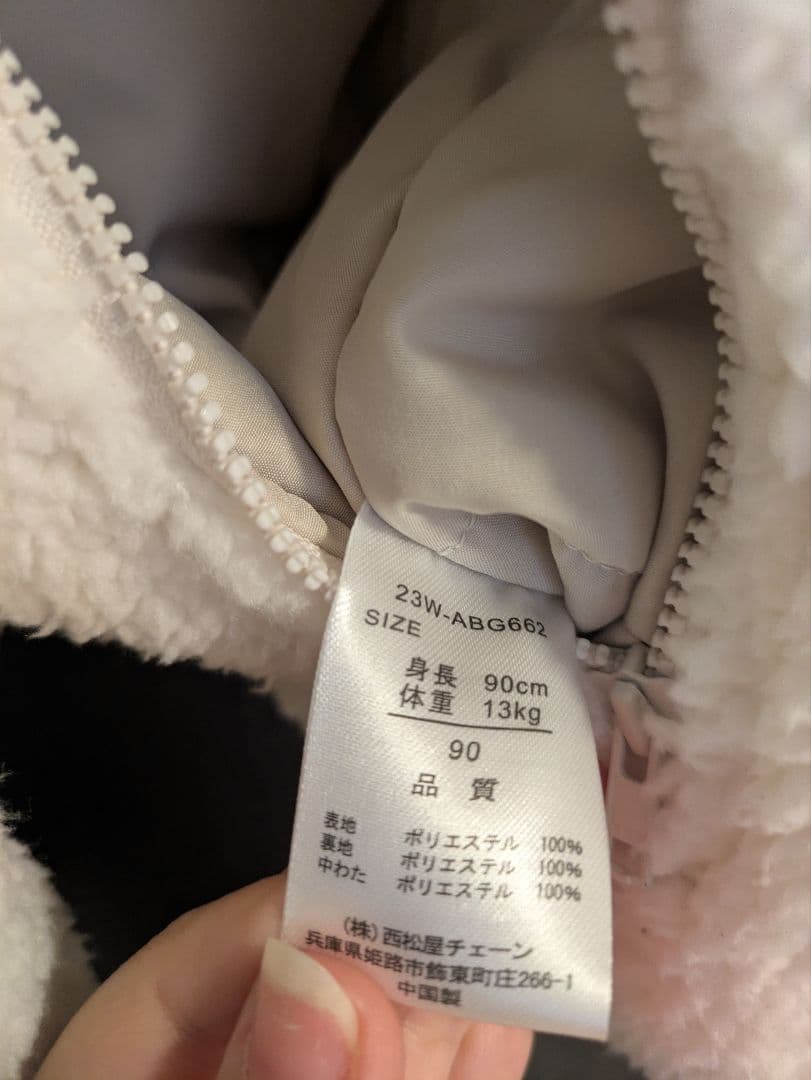 23W-ABG662
SIZE
身長 90cm
体重 13kg
90
品 質
表地 ポリエステル 100%
裏地 ポリエステル 100%
中わた ポリエステル 100%
(株)西松屋チェーン
兵庫県姫路市飾東町庄266-1
中国製